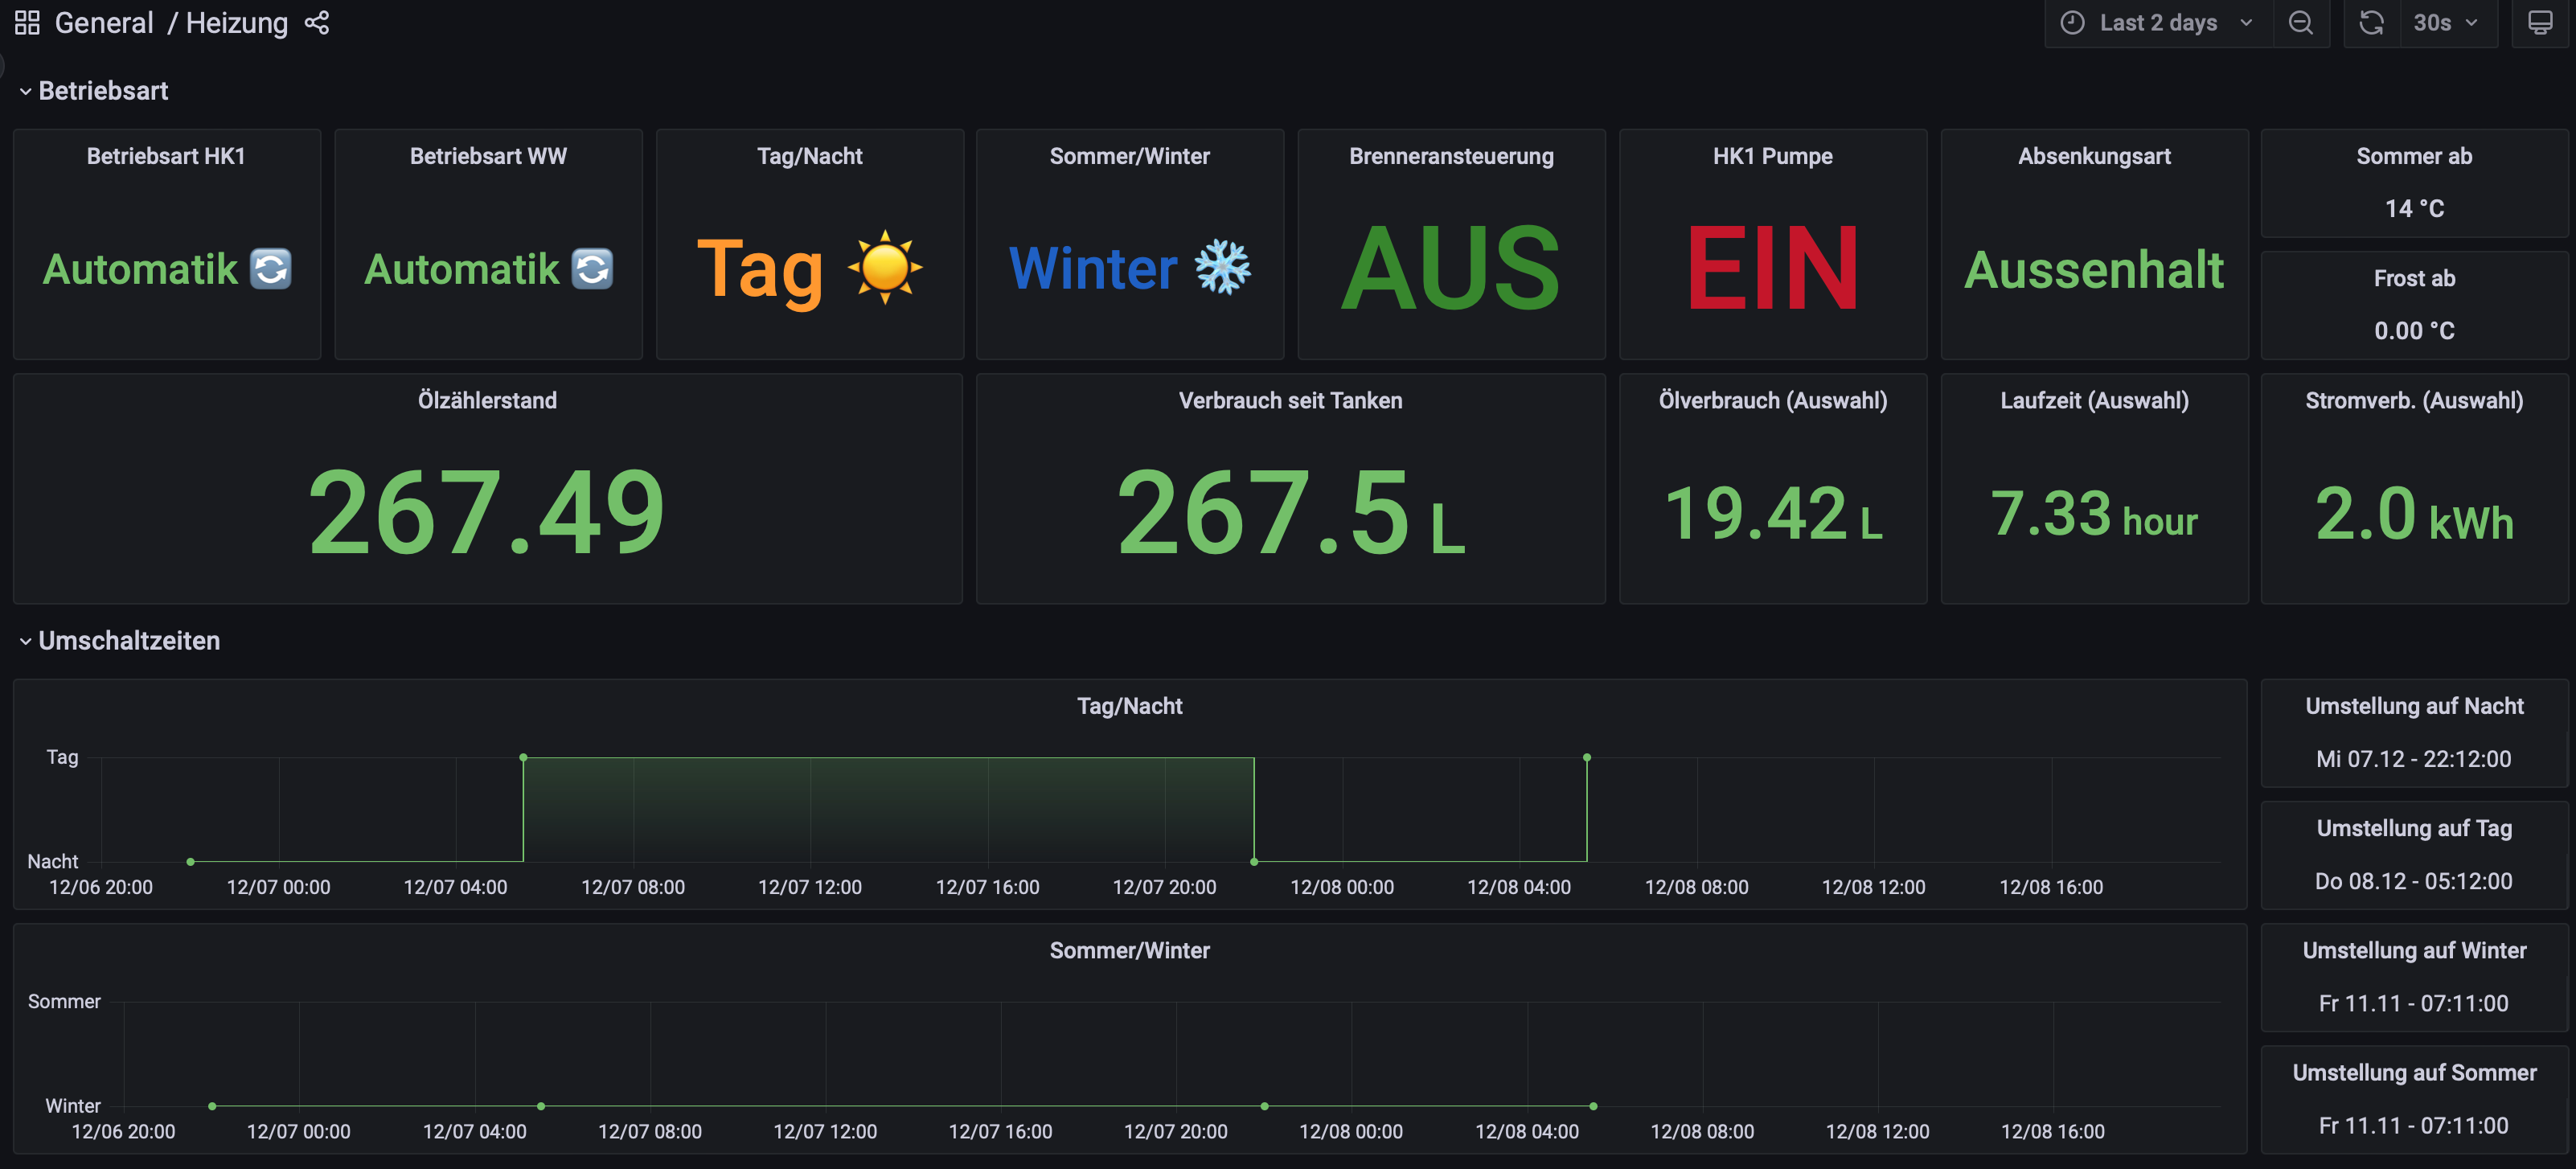 General / Heizung
Last 2 days
30s
Betriebsart
Betriebsart HK1
Automatik
Betriebsart WW
Automatik
Tag/Nacht
Tag
Sommer/Winter
Winter
Brenneransteuerung
AUS
HK1 Pumpe
EIN
Absenkungsart
Aussenhalt
Sommer ab
14 °C
Frost ab
0.00 °C
Ölzählerstand
267.49
Verbrauch seit Tanken
267.5 L
Ölverbrauch (Auswahl)
19.42 L
Laufzeit (Auswahl)
7.33 hour
Stromverb. (Auswahl)
2.0 kWh
Umschaltzeiten
Tag/Nacht
Tag
Nacht
12/06 20:00 12/07 00:00 12/07 04:00 12/07 08:00 12/07 12:00 12/07 16:00 12/07 20:00 12/08 00:00 12/08 04:00 12/08 08:00 12/08 12:00 12/08 16:00
Umstellung auf Nacht
Mi 07.12 - 22:12:00
Umstellung auf Tag
Do 08.12 - 05:12:00
Sommer/Winter
Sommer
Winter
12/06 20:00 12/07 00:00 12/07 04:00 12/07 08:00 12/07 12:00 12/07 16:00 12/07 20:00 12/08 00:00 12/08 04:00 12/08 08:00 12/08 12:00 12/08 16:00
Umstellung auf Winter
Fr 11.11 - 07:11:00
Umstellung auf Sommer
Fr 11.11 - 07:11:00